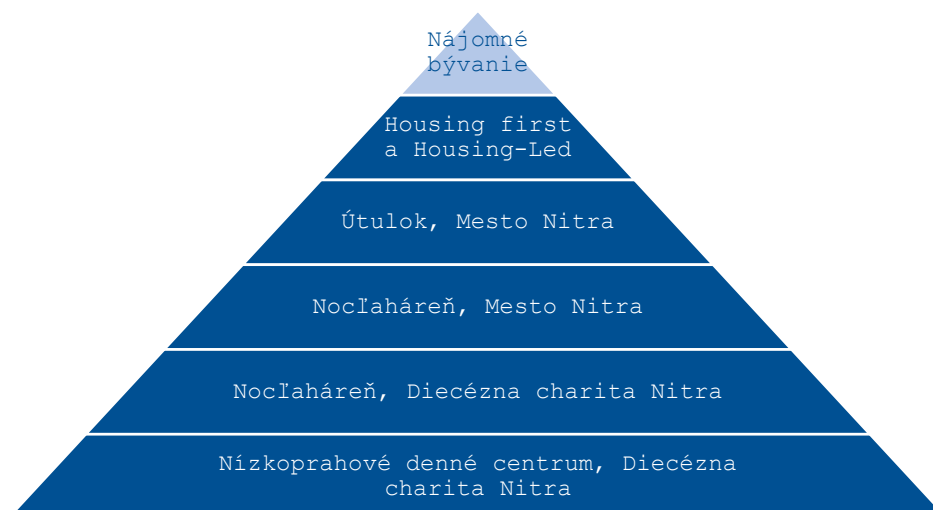 Nájomné
bývanie
Housing first
a Housing-Led
Útulok, Mesto Nitra
Nocľaháreň, Mesto Nitra
Nocľaháreň, Diecézna charita Nitra
Nízkoprahové denné centrum, Diecézna
charita Nitra